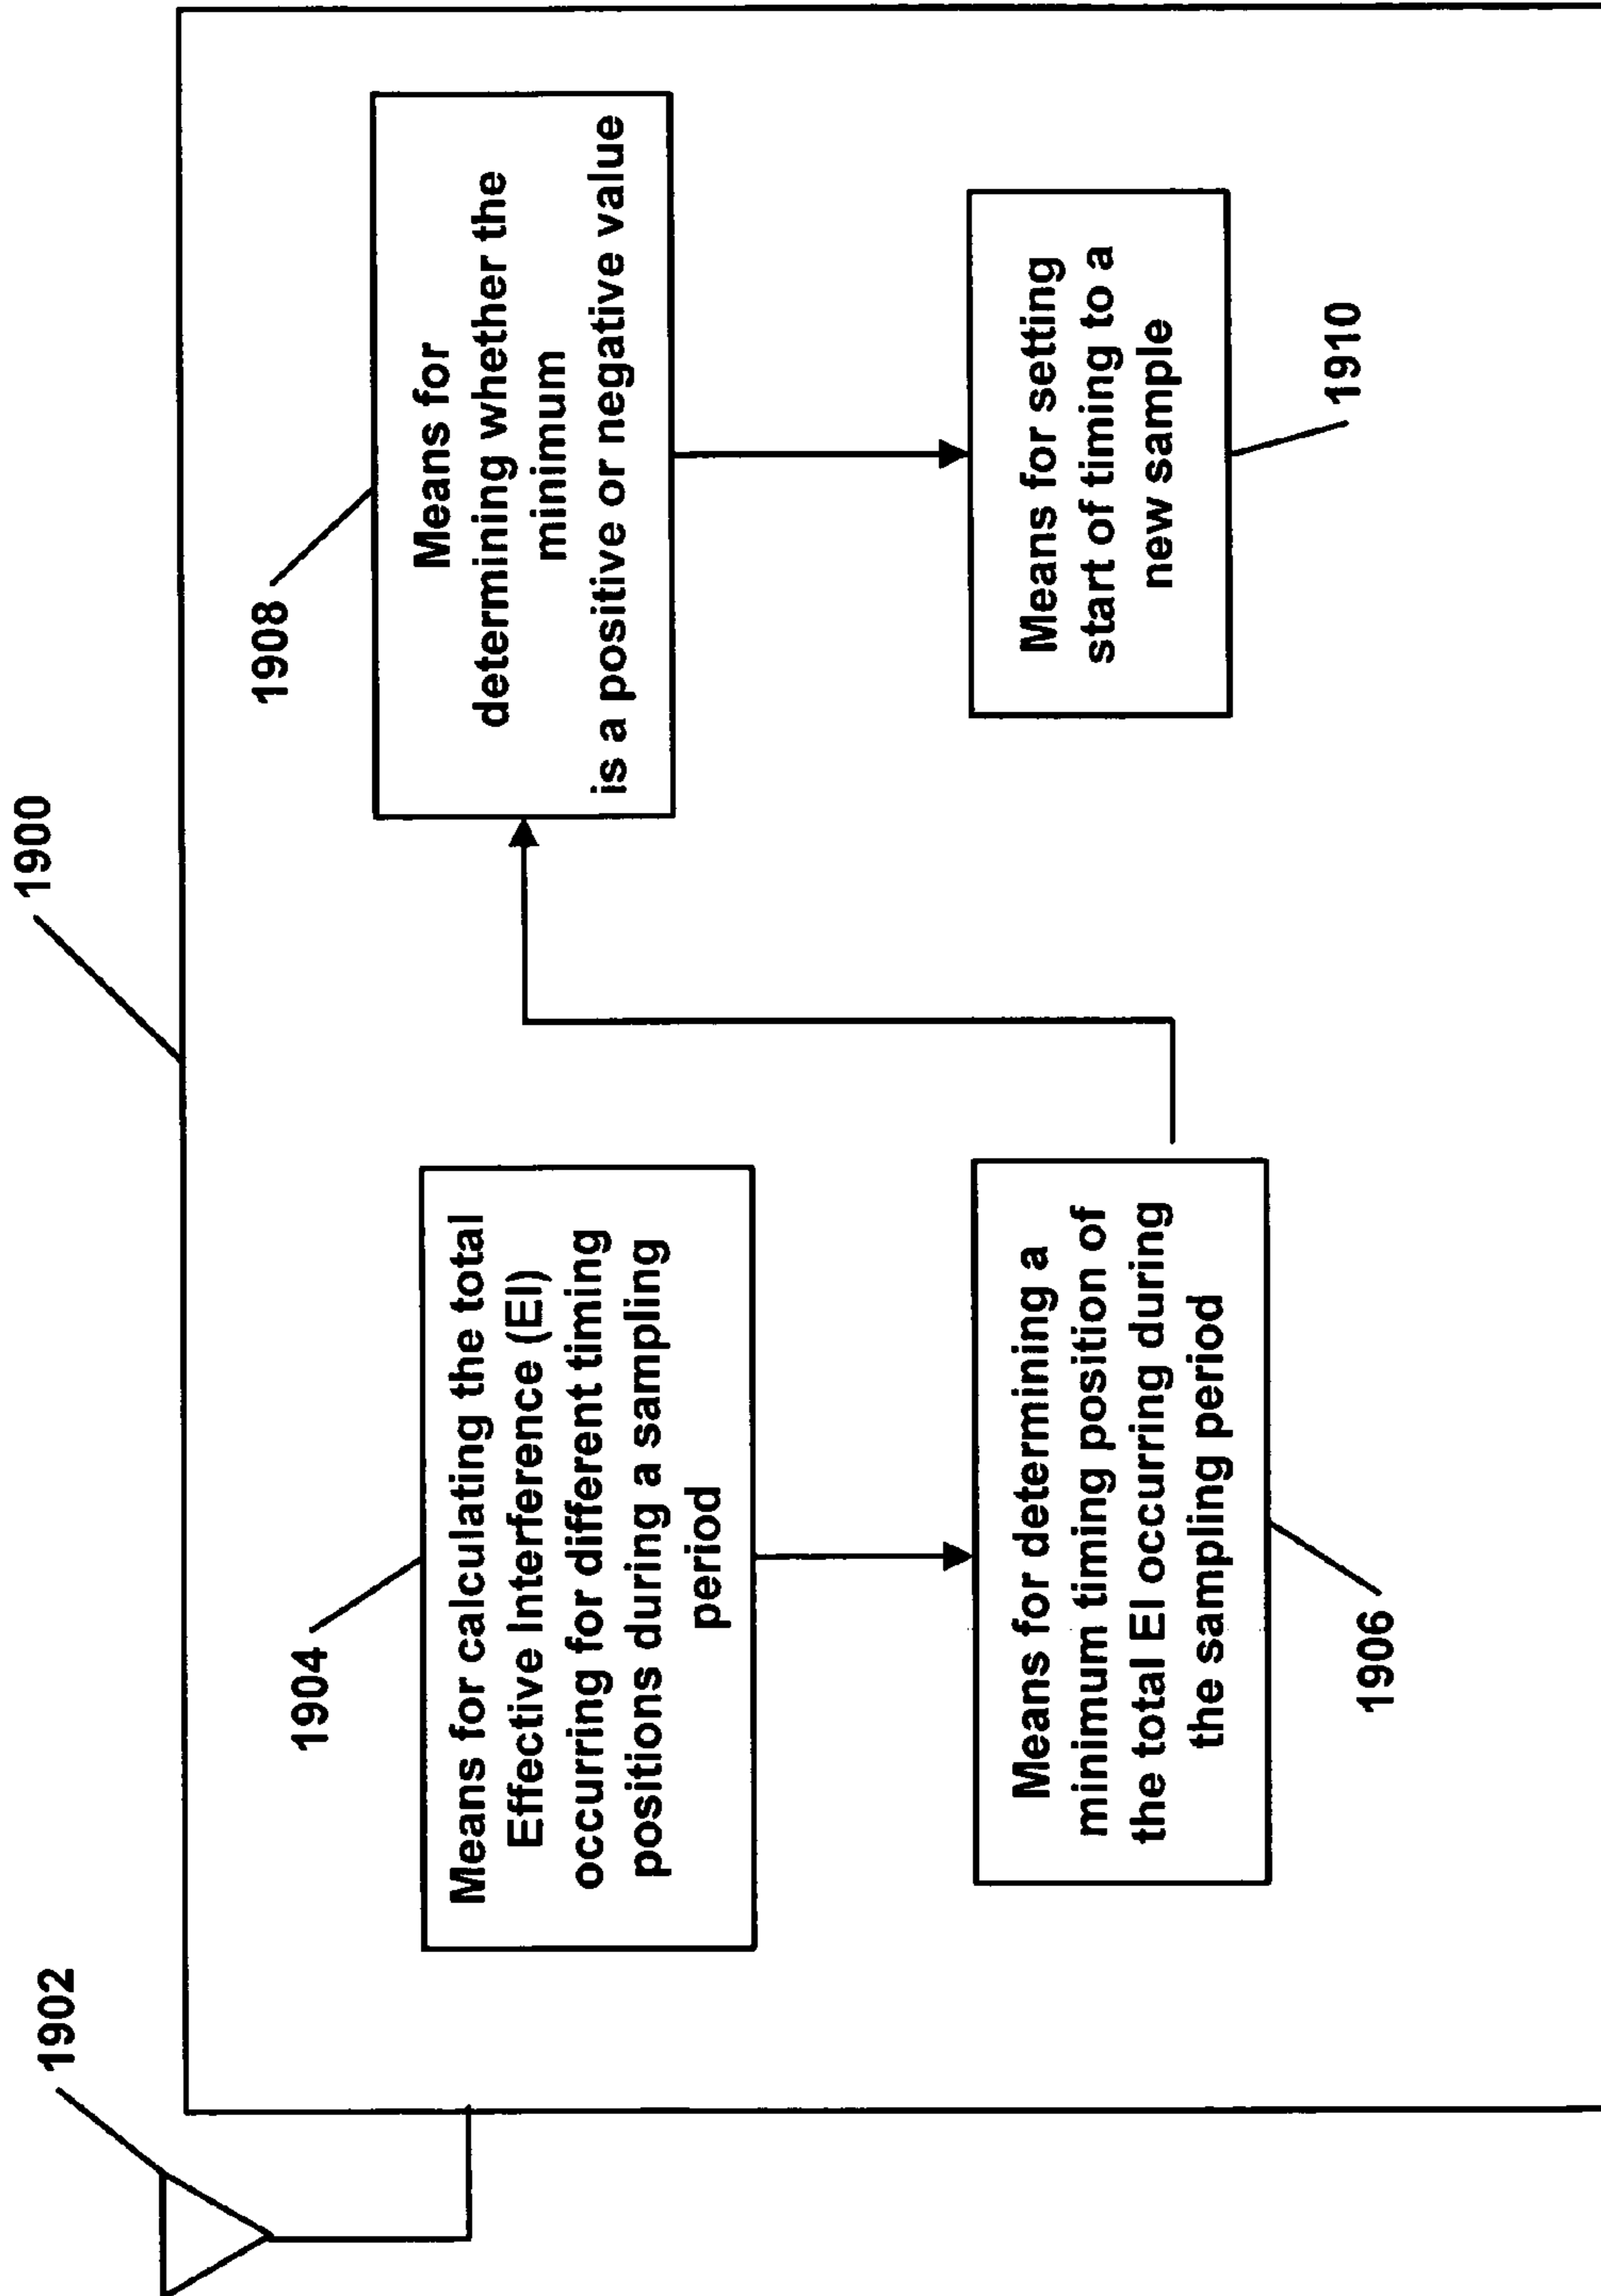 1900
1902
1904
Means for calculating the total
Effective Interference (EI)
occurring for different timing
positions during a sampling
period
Means for determining a
minimum timing position of
the total EI occurring during
the sampling period
1906
1908
Means for
determining whether the
minimum
is a positive or negative value
Means for setting
start of timing to a
new sample
1910